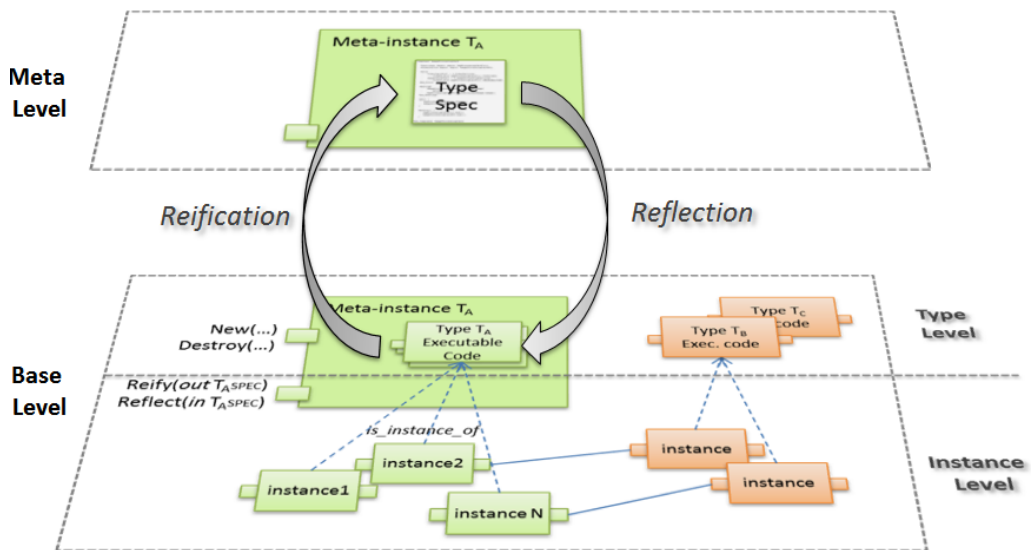 Meta-instance TA
Type
Spec
Meta
Level
Reification
Reflection
Meta-instance TA
New(...)
Destroy(...)
Type TA
Executable
Code
Type TC
code
Type TB
Exec. code
Type
Level
Base
Level
Reify(out TASPEC)
Reflect(in TASPEC)
is_instance_of
instance1
instance2
instance N
instance
instance
Instance
Level